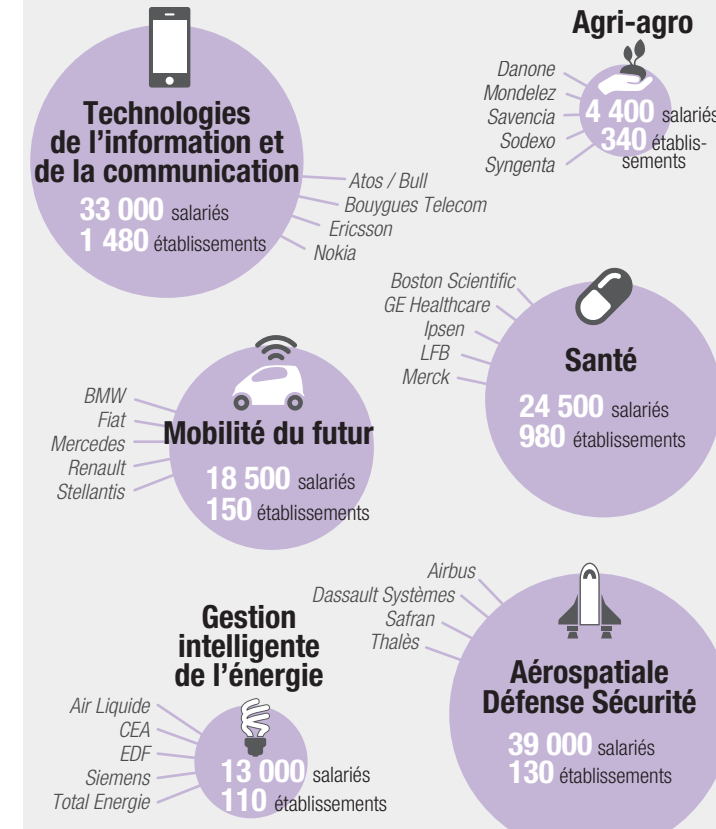 Technologies
de l’information et
de la communication
33 000 salariés
1 480 établissements
Atos / Bull
Bouygues Telecom
Ericsson
Nokia
Agri-agro
Danone
Mondelez
Savencia
Sodexo
Syngenta
4 400 salariés
340 établis-
sements
Boston Scientific
GE Healthcare
Ipsen
LFB
Merck
Santé
24 500 salariés
980 établissements
BMW
Fiat
Mercedes
Renault
Stellantis
Mobilité du futur
18 500 salariés
150 établissements
Airbus
Dassault Systèmes
Safran
Thalès
Aérospatiale
Défense Sécurité
39 000 salariés
130 établissements
Gestion
intelligente
de l’énergie
Air Liquide
CEA
EDF
Siemens
Total Energie
13 000 salariés
110 établissements